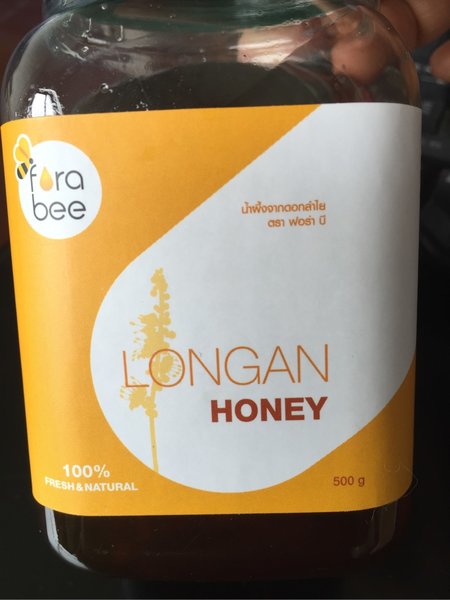 fora
bee
น้ำผึ้งจากดอกลำไย
ตรา ฟอร่า บี
LONGAN
HONEY
100%
FRESH & NATURAL
500 g